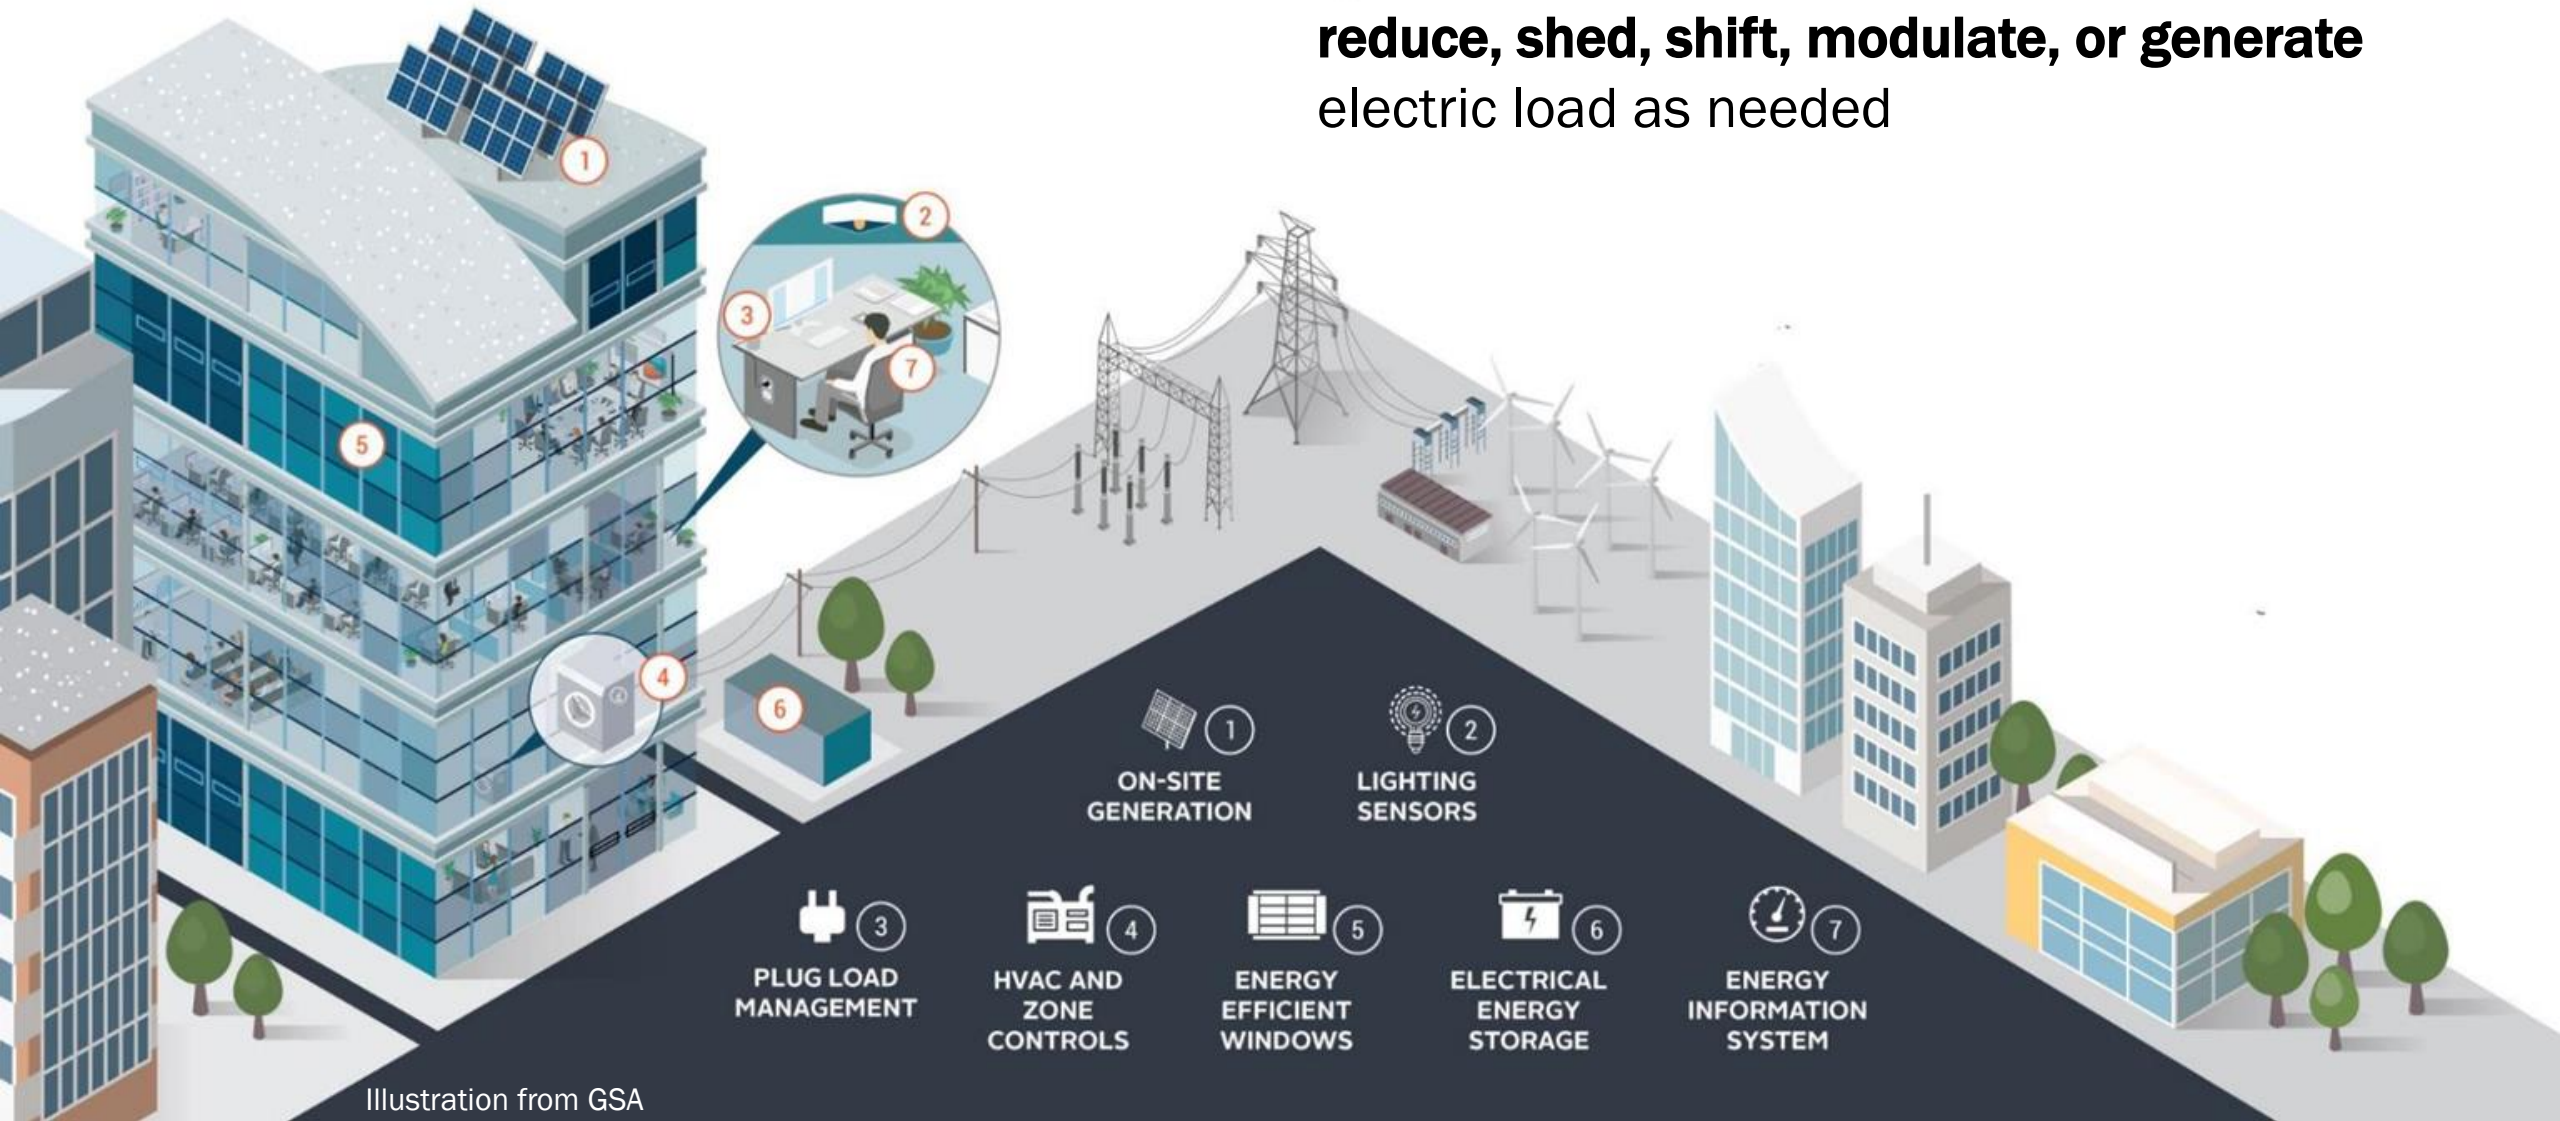 reduce, shed, shift, modulate, or generate
electric load as needed
1
2
3
7
5
4
6
1
ON-SITE
GENERATION
2
LIGHTING
SENSORS
3
PLUG LOAD
MANAGEMENT
4
HVAC AND
ZONE
CONTROLS
5
ENERGY
EFFICIENT
WINDOWS
6
ELECTRICAL
ENERGY
STORAGE
7
ENERGY
INFORMATION
SYSTEM
Illustration from GSA